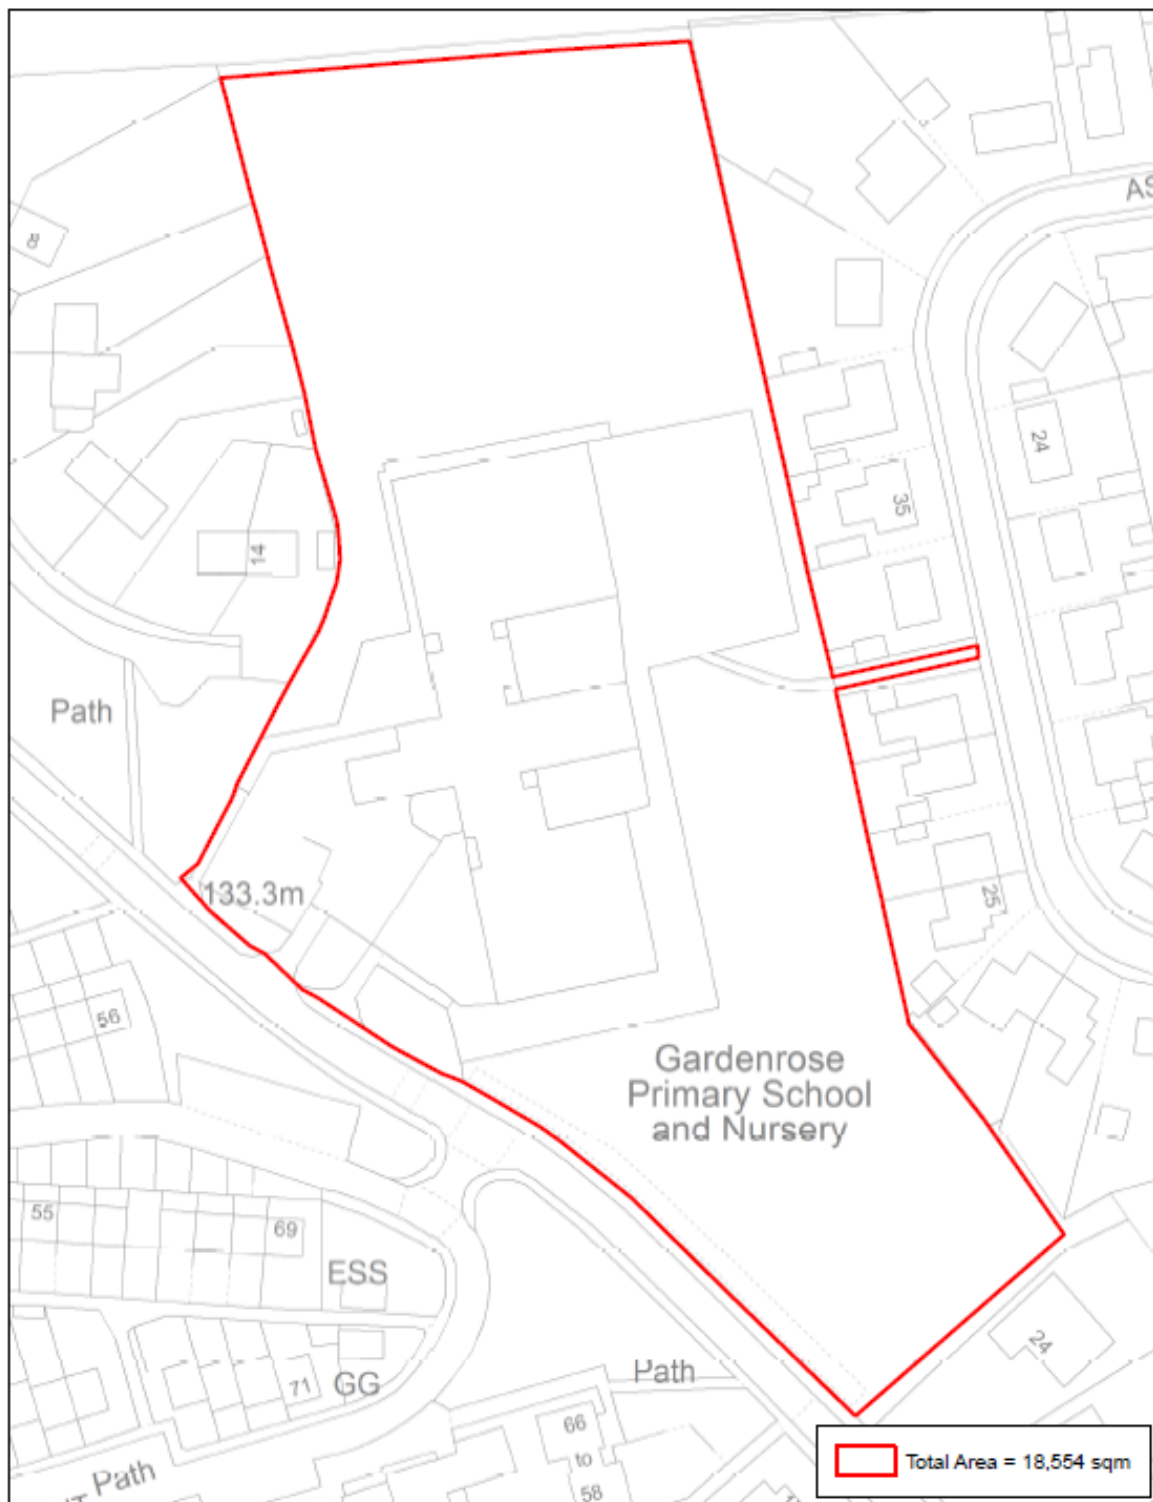 AS
8
24
35
14
Path
133.3m
25
56
Gardenrose
Primary School
and Nursery
55
69
ESS
24
Path
71
GG
66
to
58
Path
Total Area = 18,554 sqm